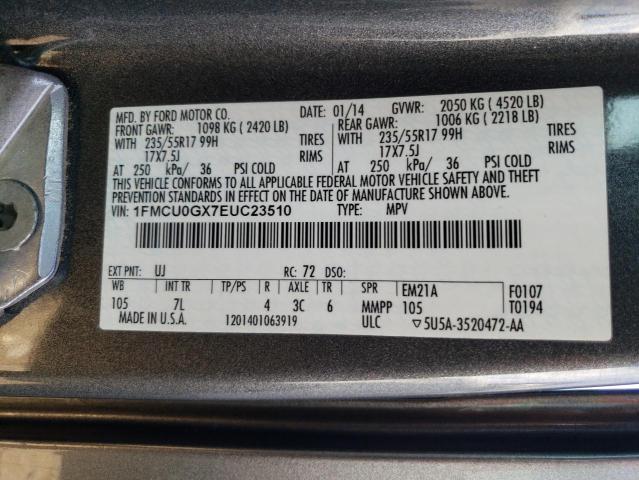 MFD. BY FORD MOTOR CO. DATE: 01/14 GVWR: 2050 KG ( 4520 LB)
FRONT GAWR: 1098 KG ( 2420 LB) REAR GAWR: 1006 KG ( 2218 LB)
WITH 235/55R17 99H TIRES WITH 235/55R17 99H TIRES
17X7.5J RIMS 17X7.5J RIMS
AT 250 kPa/ 36 PSI COLD AT 250 kPa/ 36 PSI COLD
THIS VEHICLE CONFORMS TO ALL APPLICABLE FEDERAL MOTOR VEHICLE SAFETY AND THEFT
PREVENTION STANDARDS IN EFFECT ON THE DATE OF MANUFACTURE SHOWN ABOVE.
VIN: 1FMCU0GX7EUC23510 TYPE: MPV
EXT PNT: UJ RC: 72 DSO:
WB INT TR TP/PS R AXLE TR SPR EM21A F0107
105 7L 4 3C 6 MMPP 105 T0194
MADE IN U.S.A. 1201401063919 ULC ▽5U5A-3520472-AA